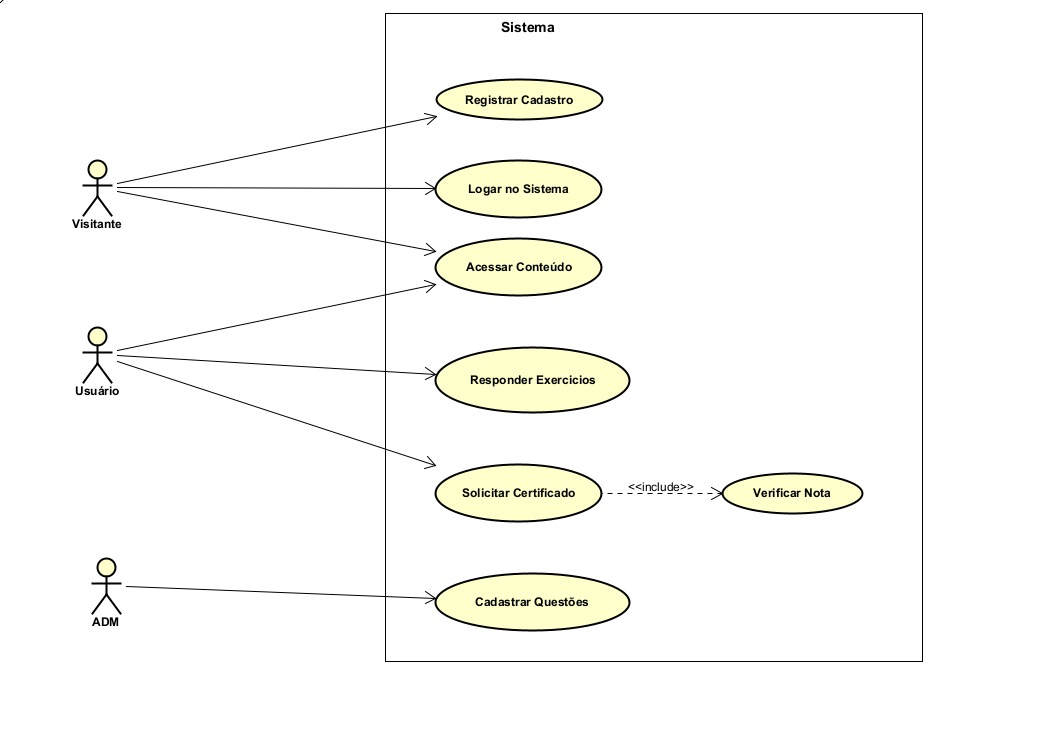 Sistema
Registrar Cadastro
Logar no Sistema
Visitante
Acessar Conteúdo
Responder Exercicios
Usuário
<<include>>
Solicitar Certificado
Verificar Nota
Cadastrar Questões
ADM